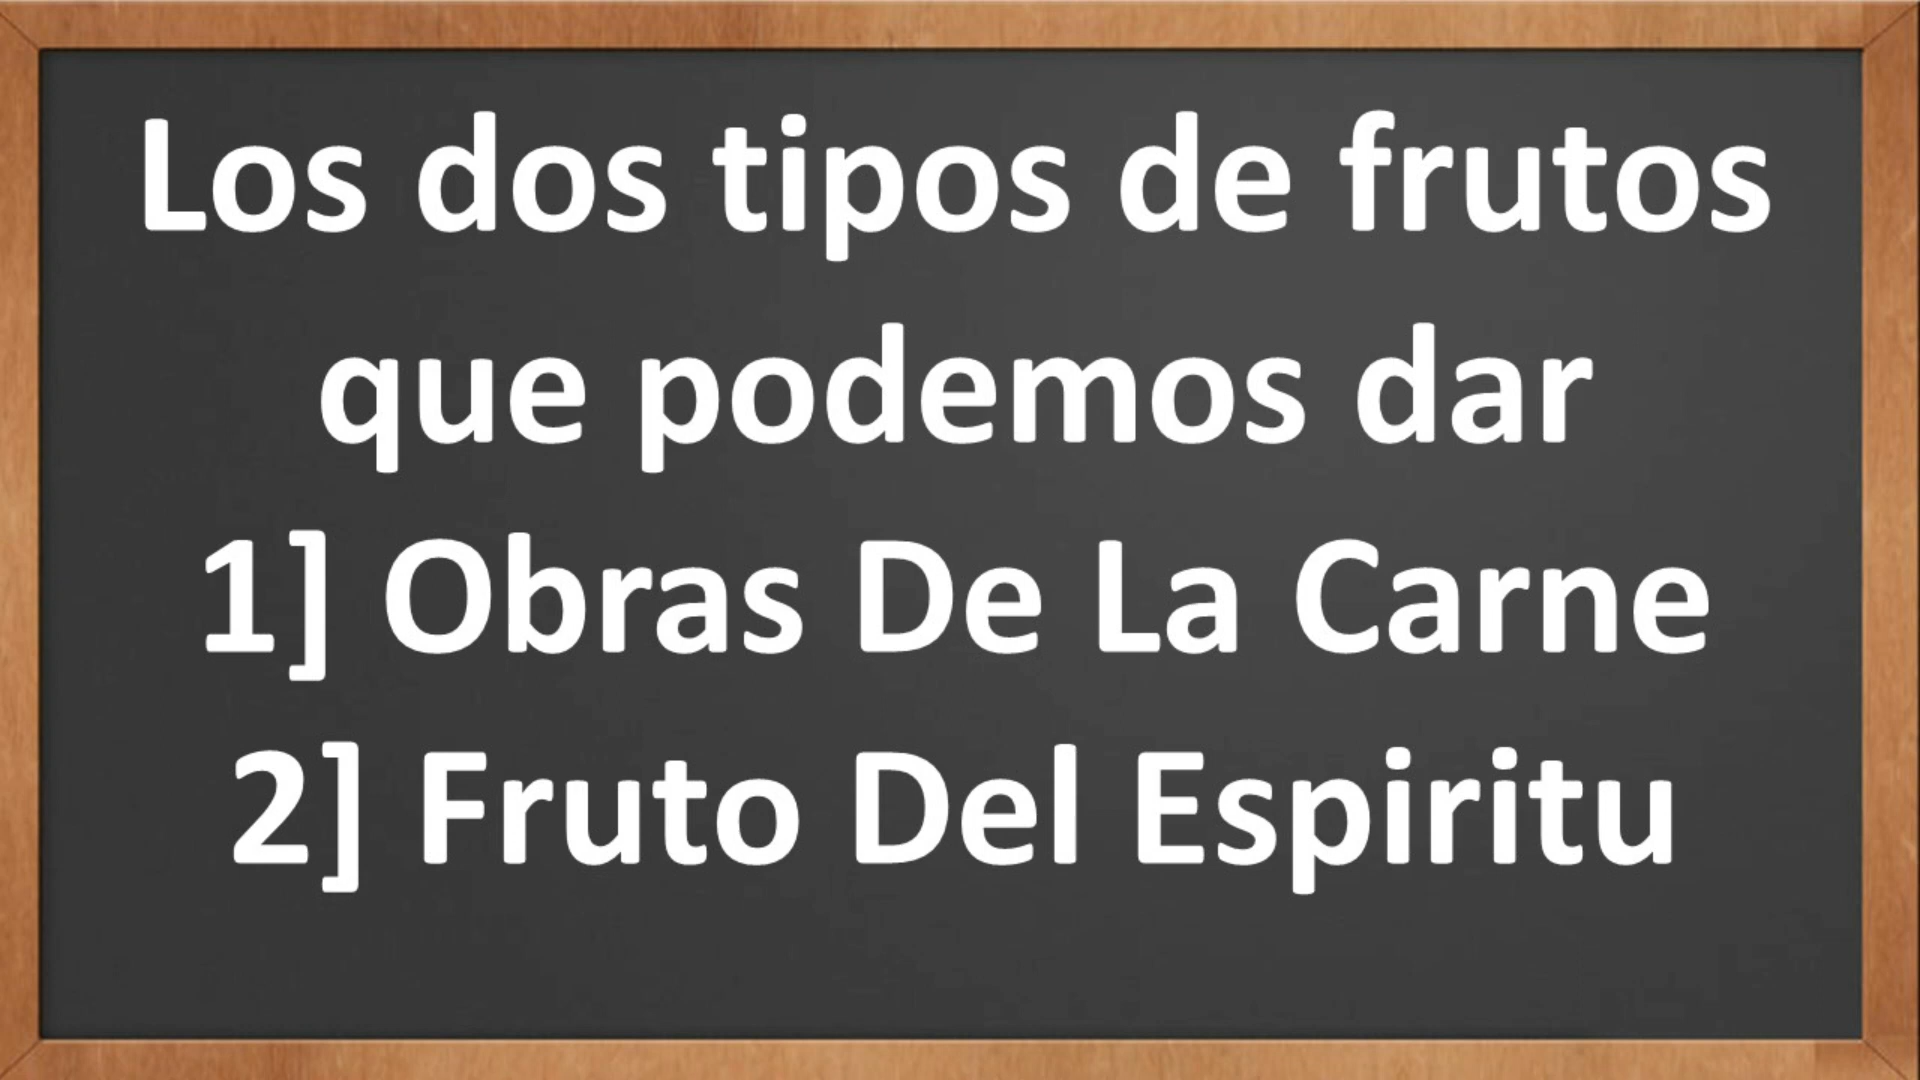 Los dos tipos de frutos
que podemos dar
1] Obras De La Carne
2] Fruto Del Espiritu